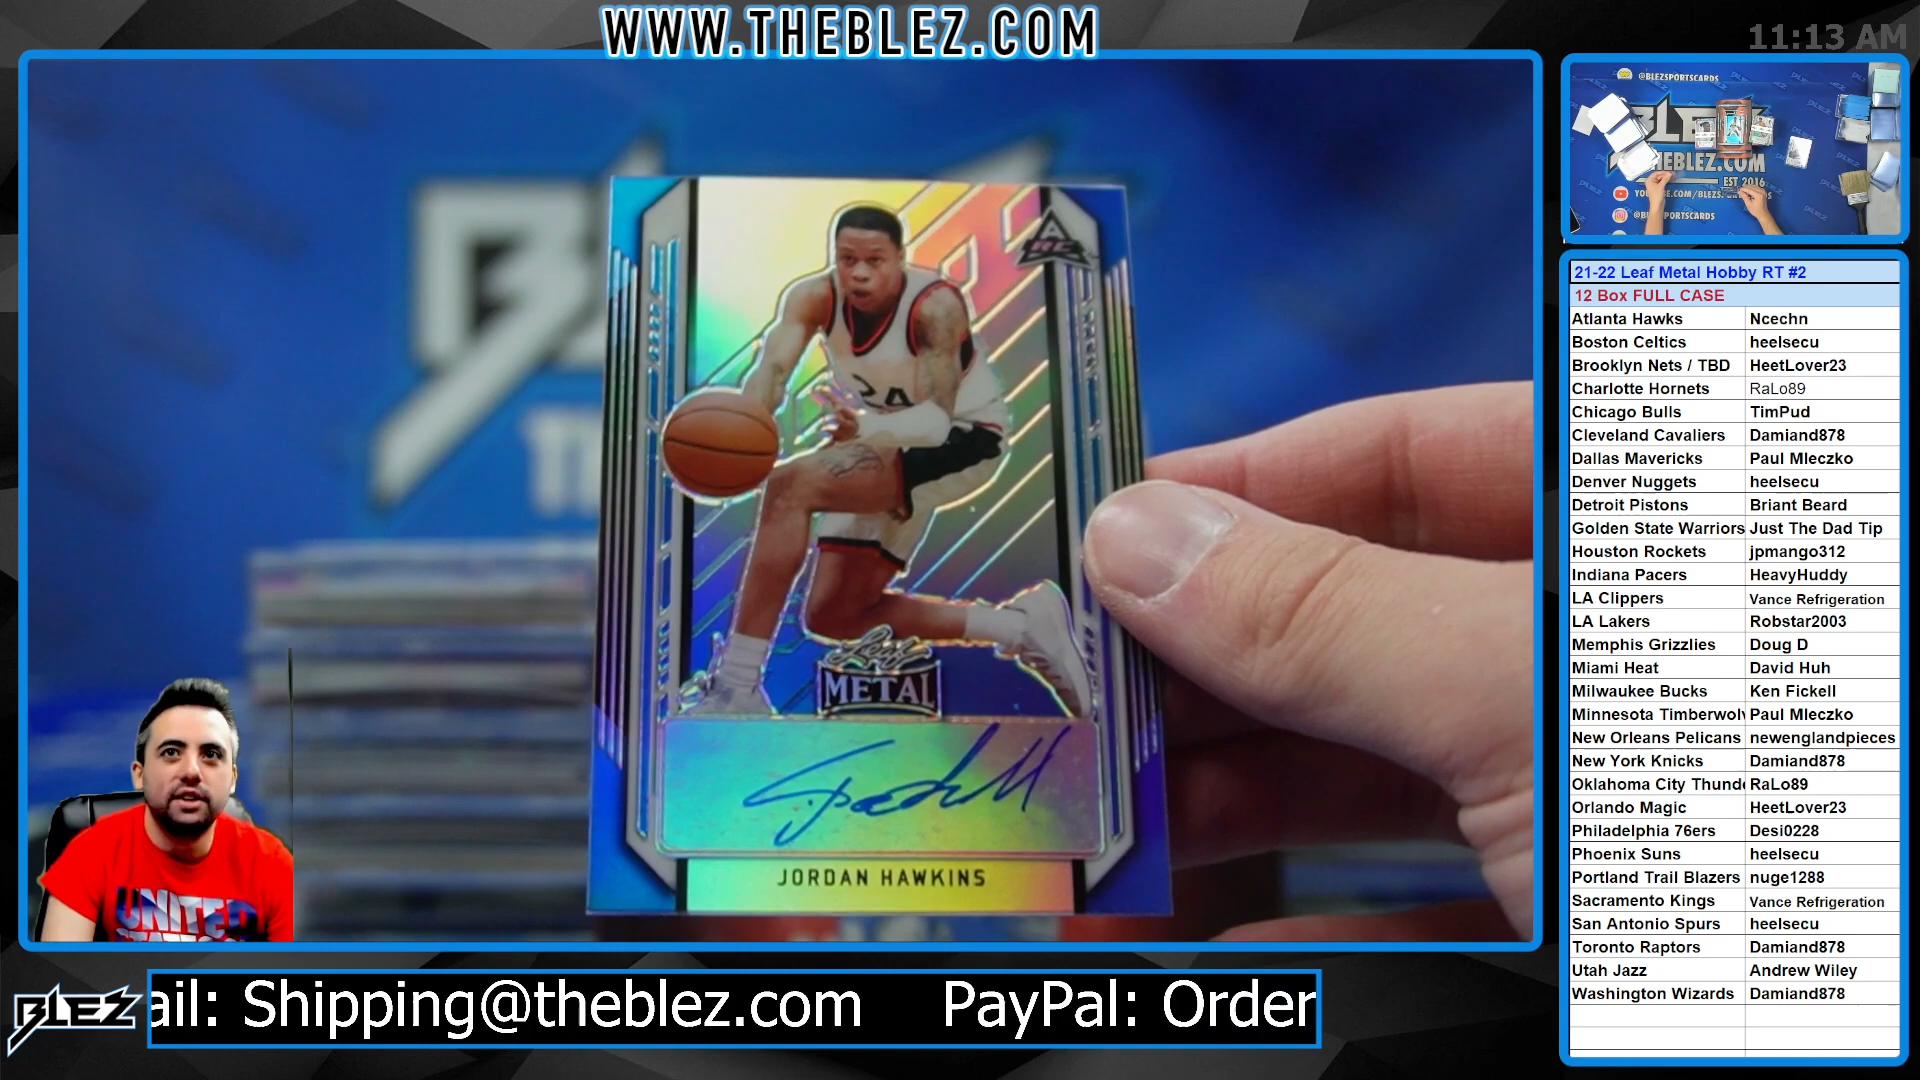 WWW.THEBLEZ.COM
11:13 AM
@BLEZSPORTSCARDS
EST 2016
@BLEZSPORTSCARDS
RC
24
Leaf
METAL
JORDAN HAWKINS
UNITED
21-22 Leaf Metal Hobby RT #2
12 Box FULL CASE
Atlanta Hawks Ncechn
Boston Celtics heelsecu
Brooklyn Nets / TBD HeetLover23
Charlotte Hornets RaLo89
Chicago Bulls TimPud
Cleveland Cavaliers Damiand878
Dallas Mavericks Paul Mleczko
Denver Nuggets heelsecu
Detroit Pistons Briant Beard
Golden State Warriors Just The Dad Tip
Houston Rockets jpmango312
Indiana Pacers HeavyHuddy
LA Clippers Vance Refrigeration
LA Lakers Robstar2003
Memphis Grizzlies Doug D
Miami Heat David Huh
Milwaukee Bucks Ken Fickell
Minnesota Timberwolv Paul Mleczko
New Orleans Pelicans newenglandpieces
New York Knicks Damiand878
Oklahoma City Thunde RaLo89
Orlando Magic HeetLover23
Philadelphia 76ers Desi0228
Phoenix Suns heelsecu
Portland Trail Blazers nuge1288
Sacramento Kings Vance Refrigeration
San Antonio Spurs heelsecu
Toronto Raptors Damiand878
Utah Jazz Andrew Wiley
Washington Wizards Damiand878
BLEZ
ail: Shipping@theblez.com PayPal: Order